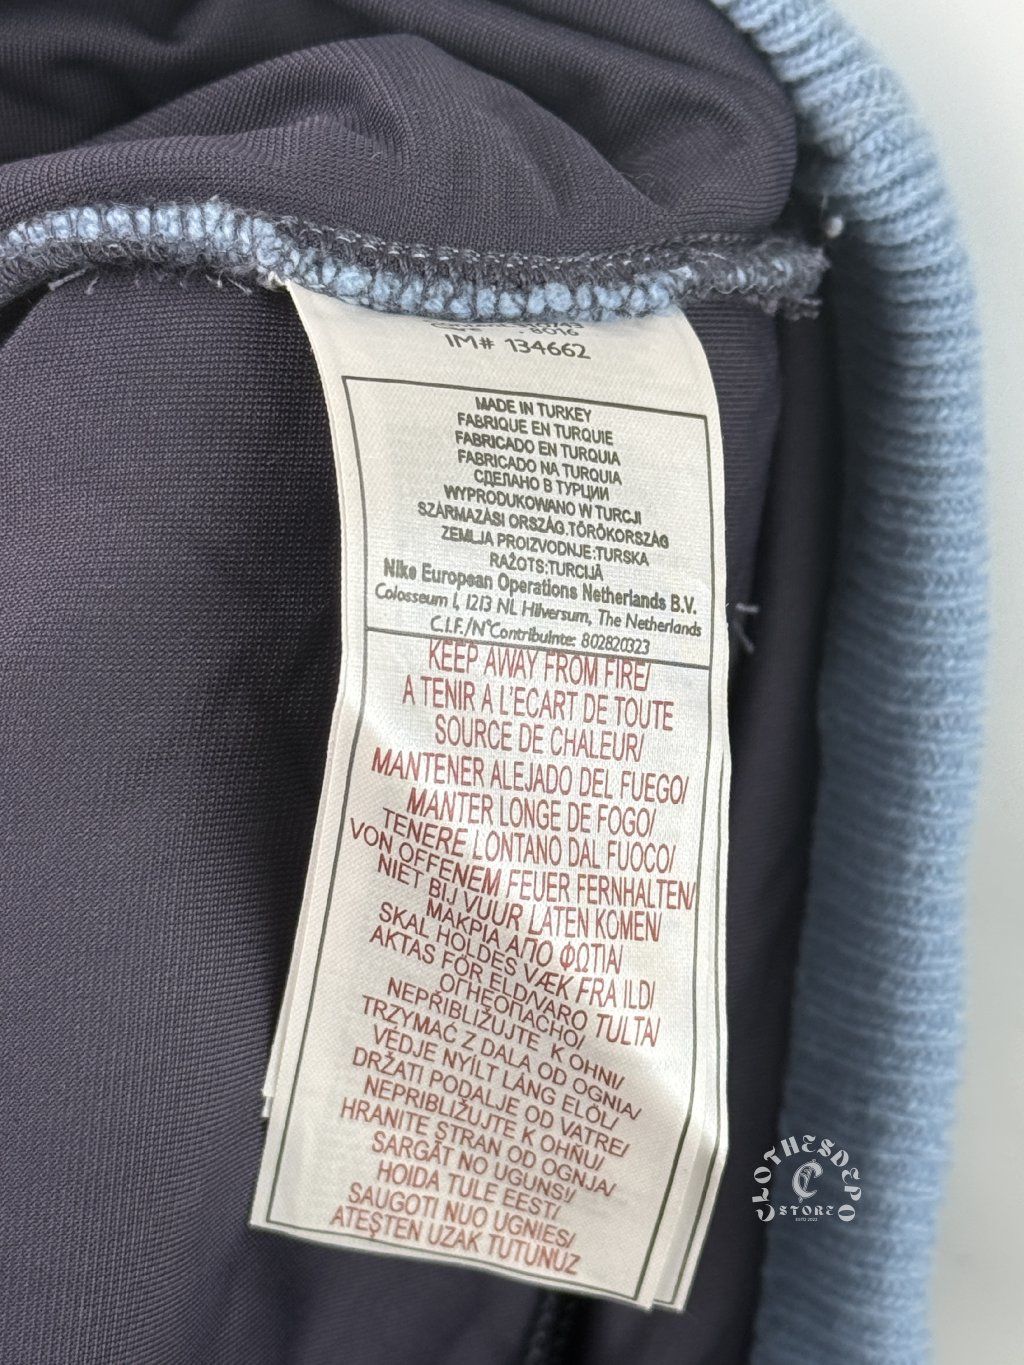 IM# 134662
MADE IN TURKEY
FABRIQUE EN TURQUIE
FABRICADO EN TURQUIA
FABRICADO NA TURQUIA
СДЕЛАНО В ТУРЦИИ
WYPRODUKOWANO W TURCJI
SZÁRMAZÁSI ORSZÁG.TÖRÖKORSZÁG
ZEMLJA PROIZVODNJE:TURSKA
RAŽOTS:TURCIJĀ
Nike European Operations Netherlands B.V.
Colosseum 1, 1213 NL Hilversum, The Netherlands
C.I.F./N°Contribuinte: 802820323
KEEP AWAY FROM FIRE/
A TENIR A L'ECART DE TOUTE
SOURCE DE CHALEUR/
MANTENER ALEJADO DEL FUEGO/
MANTER LONGE DE FOGO/
TENERE LONTANO DAL FUOCO/
VON OFFENEM FEUER FERNHALTEN/
NIET BIJ VUUR LATEN KOMEN/
ΜΑΚΡΙΑ ΑΠΟ ΦΩΤΙΑ/
SKAL HOLDES VÆK FRA ILD/
AKTAS FÖR ELD/VARO TULTA/
ОГНЕОПАСНО/
NEPŘIBLIŽUJTE K OHNI/
TRZYMAĆ Z DALA OD OGNIA/
VÉDJE NYÍLT LÁNG ELÖL/
DRŽATI PODALJE OD VATRE/
NEPRIBLIŽUJTE K OHŇU/
HRANITE STRAN OD OGNJA/
SARGĀT NO UGUNS!/
HOIDA TULE EEST/
SAUGOTI NUO UGNIES/
ATEŞTEN UZAK TUTUNUZ
CLOTHESDEPO
STORE
ESTD 2022